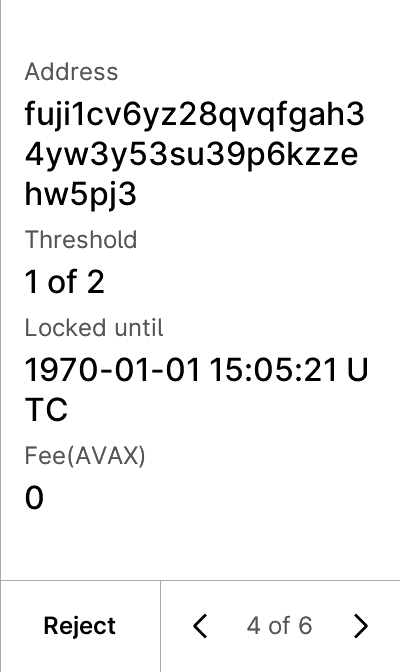 Address
fuji1cv6yz28qvqfgah3
4yw3y53su39p6kzze
hw5pj3
Threshold
1 of 2
Locked until
1970-01-01 15:05:21 U
TC
Fee(AVAX)
0
Reject
4 of 6